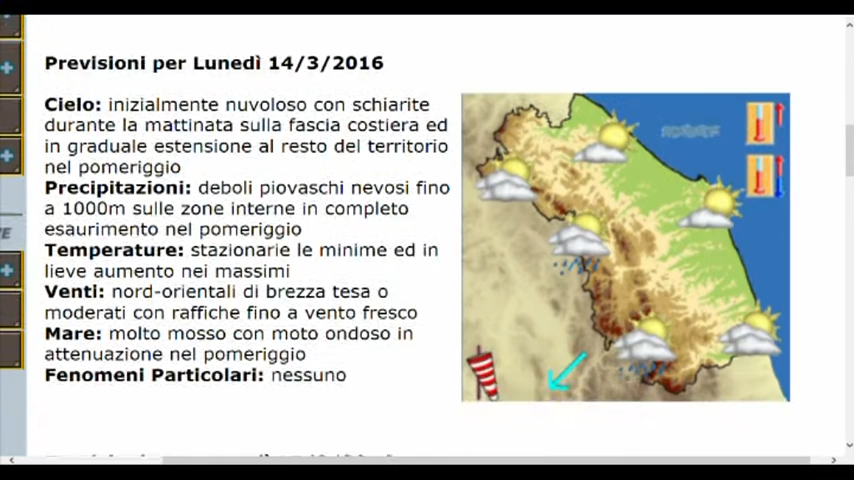 Previsioni per Lunedì 14/3/2016
Cielo: inizialmente nuvoloso con schiarite
durante la mattinata sulla fascia costiera ed
in graduale estensione al resto del territorio
nel pomeriggio
Precipitazioni: deboli piovaschi nevosi fino
a 1000m sulle zone interne in completo
esaurimento nel pomeriggio
Temperature: stazionarie le minime ed in
lieve aumento nei massimi
Venti: nord-orientali di brezza tesa o
moderati con raffiche fino a vento fresco
Mare: molto mosso con moto ondoso in
attenuazione nel pomeriggio
Fenomeni Particolari: nessuno